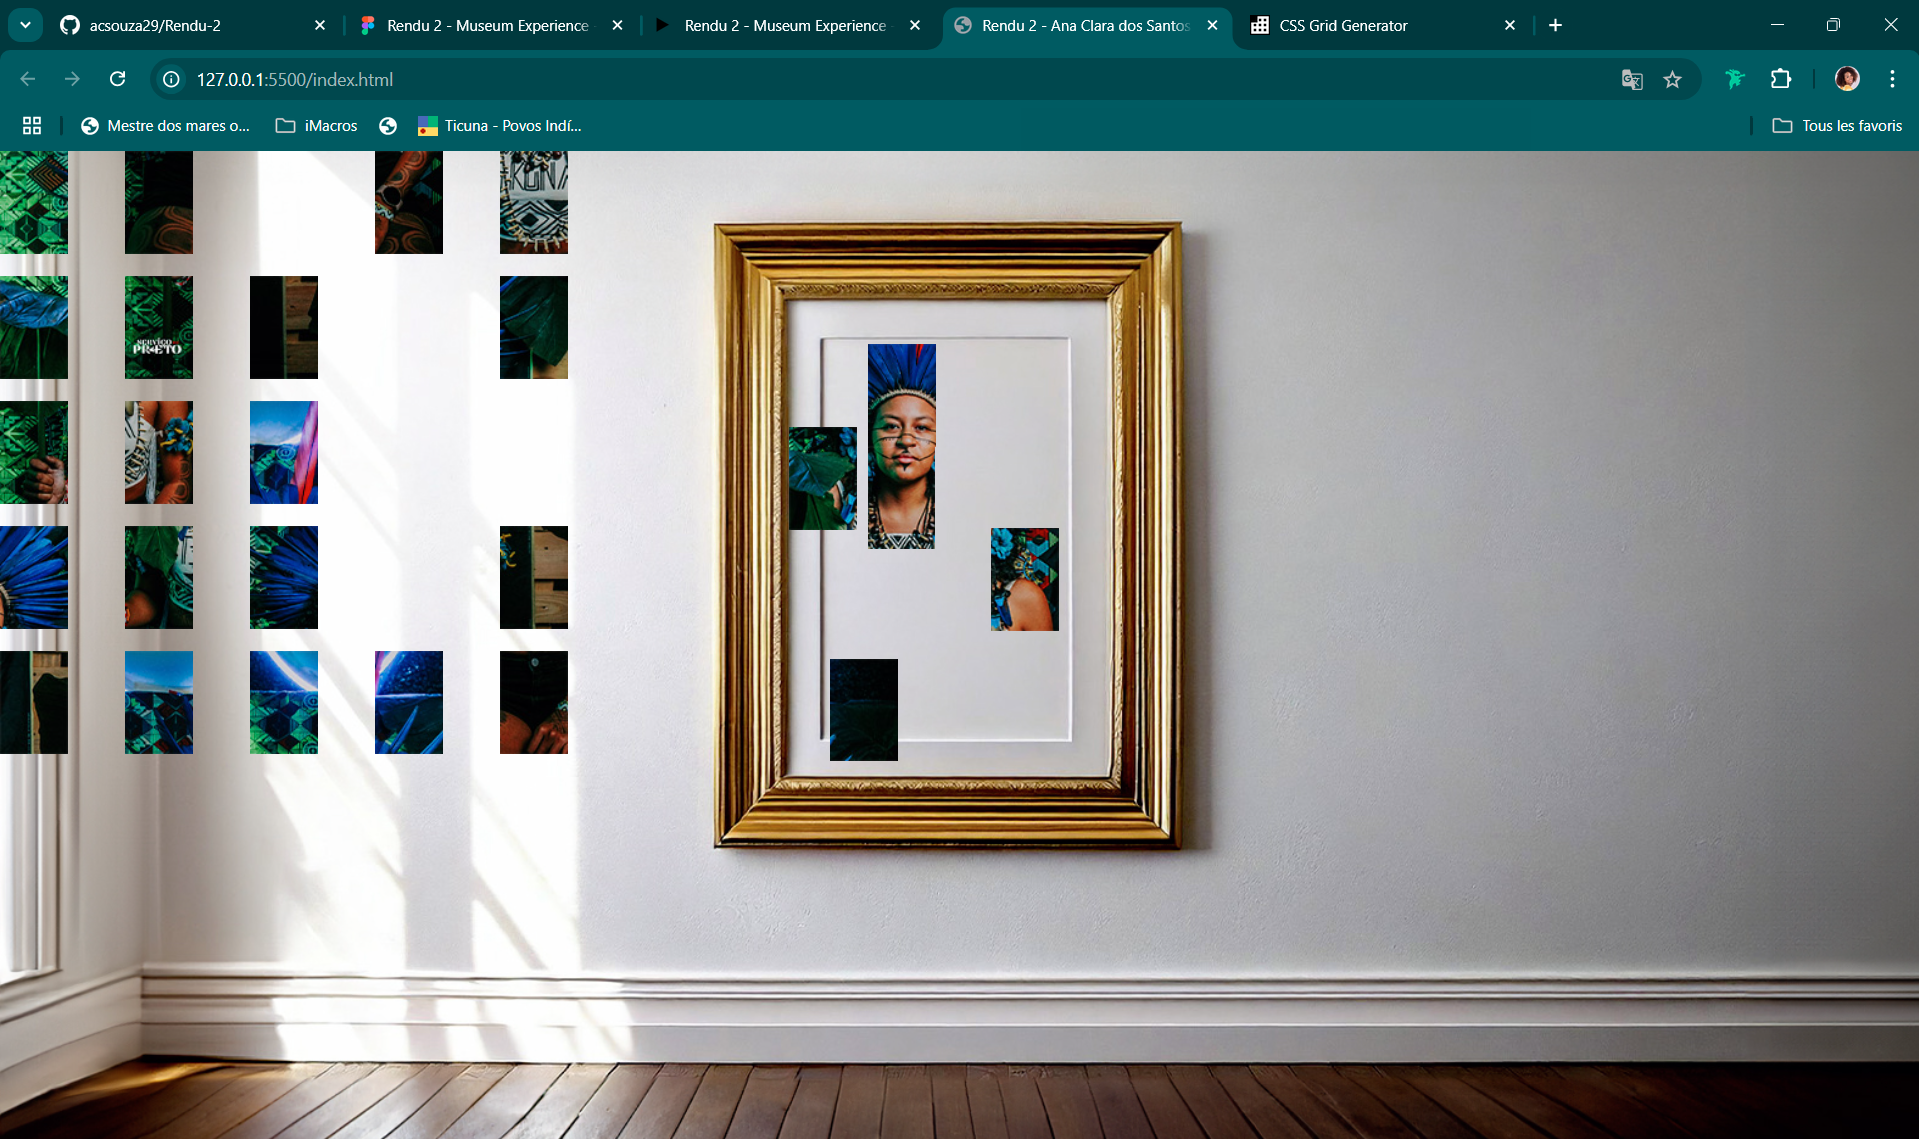 acsouza29/Rendu-2
Rendu 2 - Museum Experience
Rendu 2 - Museum Experience
Rendu 2 - Ana Clara dos Santos
CSS Grid Generator
127.0.0.1:5500/index.html
Mestre dos mares o...
iMacros
Ticuna - Povos Indí...
Tous les favoris
SERVIÇO
PRETO